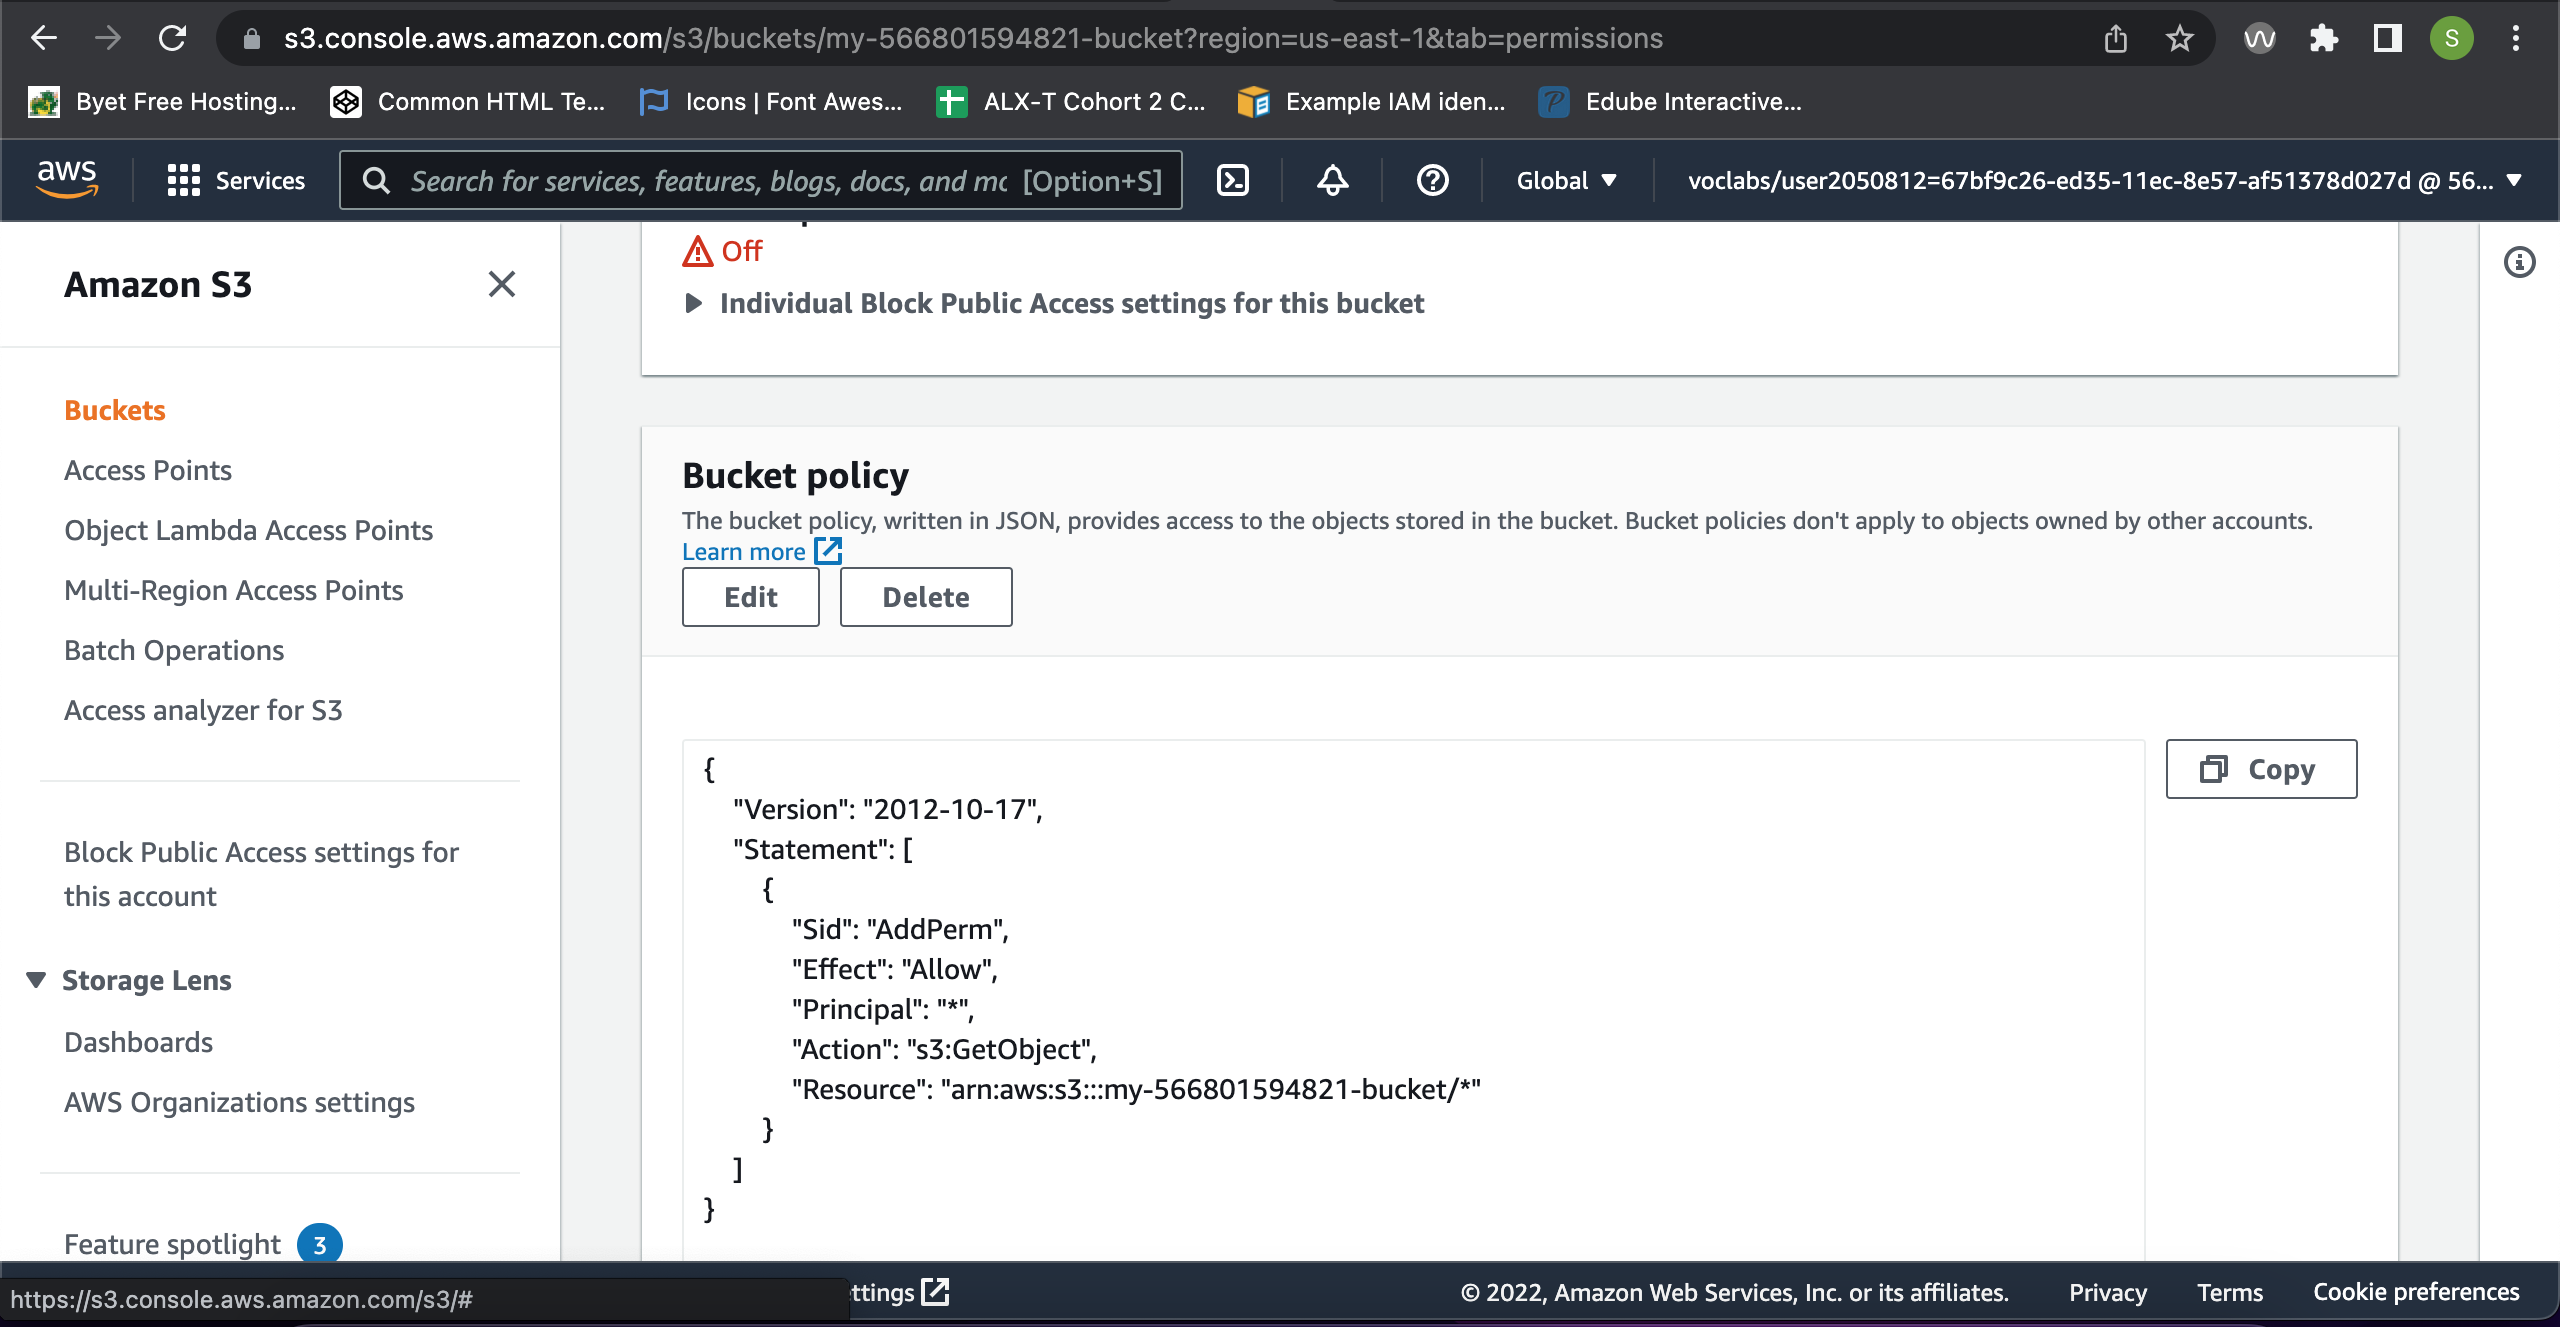 s3.console.aws.amazon.com/s3/buckets/my-566801594821-bucket?region=us-east-1&tab=permissions
S
Byet Free Hosting...
Common HTML Te...
Icons | Font Awes...
ALX-T Cohort 2 C...
Example IAM iden...
Edube Interactive...
aws
Services
Search for services, features, blogs, docs, and mc [Option+S]
Global
voclabs/user2050812=67bf9c26-ed35-11ec-8e57-af51378d027d @ 56...
Amazon S3
Buckets
Access Points
Object Lambda Access Points
Multi-Region Access Points
Batch Operations
Access analyzer for S3
Block Public Access settings for
this account
Storage Lens
Dashboards
AWS Organizations settings
Feature spotlight 3
Off
Individual Block Public Access settings for this bucket
Bucket policy
The bucket policy, written in JSON, provides access to the objects stored in the bucket. Bucket policies don't apply to objects owned by other accounts.
Learn more
Edit
Delete
Copy
{
"Version": "2012-10-17",
"Statement": [
{
"Sid": "AddPerm",
"Effect": "Allow",
"Principal": "*",
"Action": "s3:GetObject",
"Resource": "arn:aws:s3:::my-566801594821-bucket/*"
}
]
}
https://s3.console.aws.amazon.com/s3/#
ttings
© 2022, Amazon Web Services, Inc. or its affiliates.
Privacy
Terms
Cookie preferences